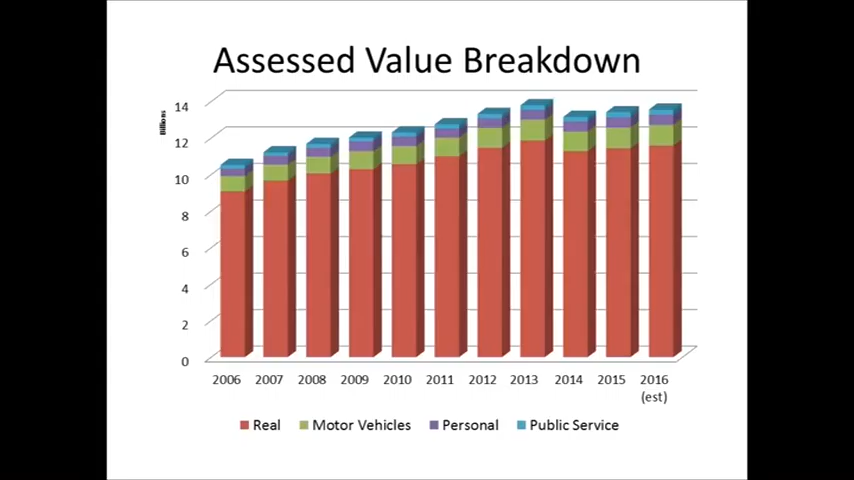 Assessed Value Breakdown
Billions
14
12
10
8
6
4
2
0
2006 2007 2008 2009 2010 2011 2012 2013 2014 2015 2016
(est)
Real Motor Vehicles Personal Public Service